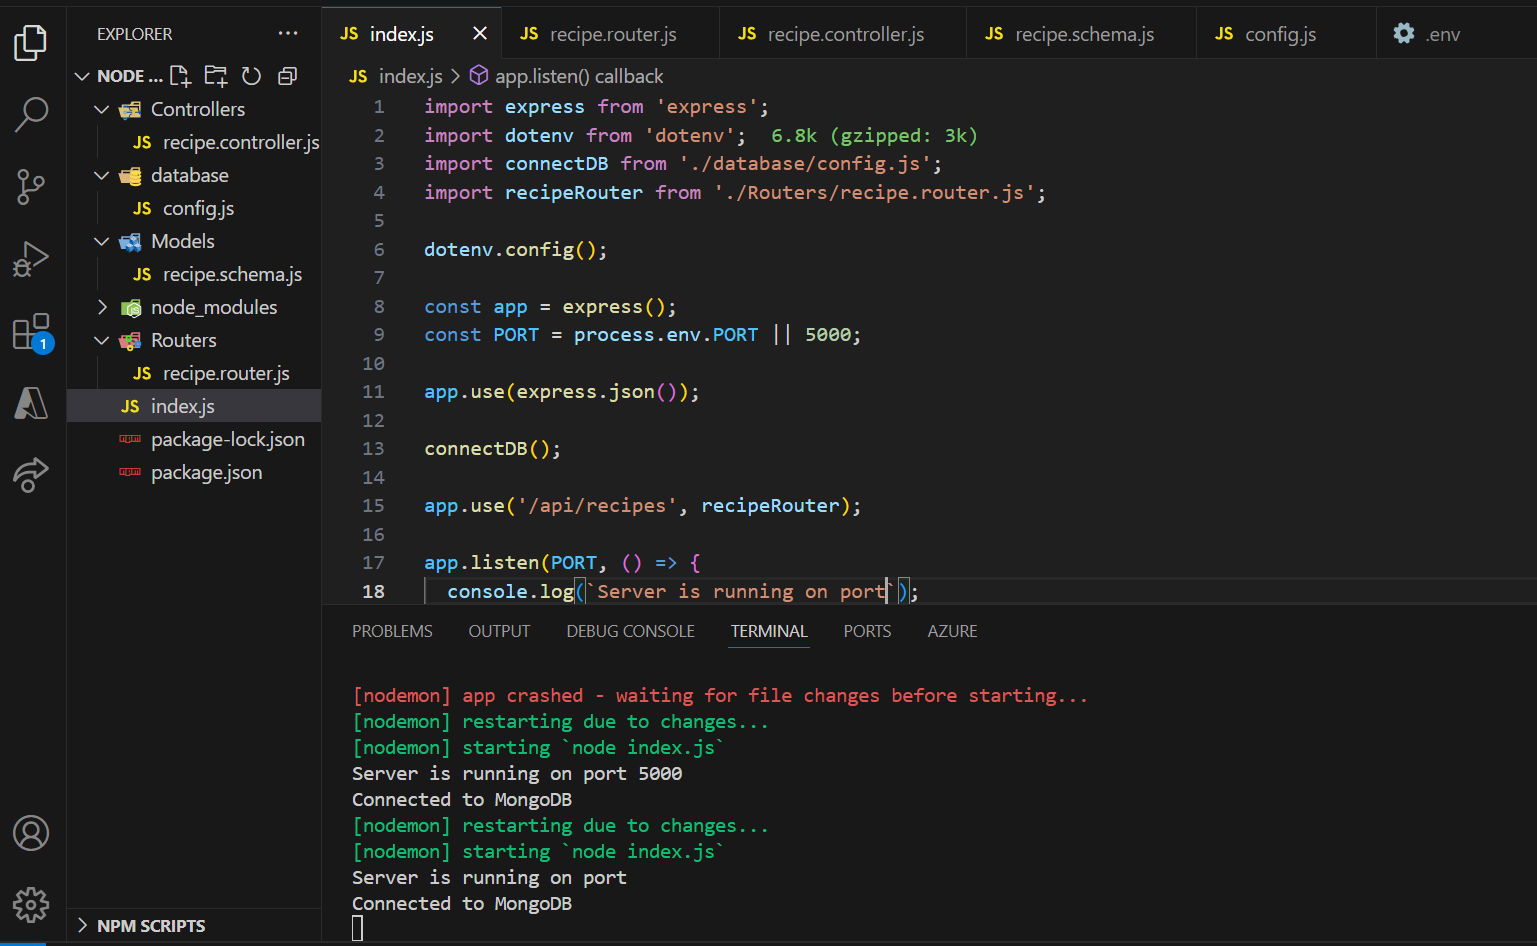 EXPLORER ...
NODE ...
Controllers
JS recipe.controller.js
database
JS config.js
Models
JS recipe.schema.js
node_modules
Routers
JS recipe.router.js
JS index.js
package-lock.json
package.json
NPM SCRIPTS
1
JS index.js JS recipe.router.js JS recipe.controller.js JS recipe.schema.js JS config.js .env
JS index.js > app.listen() callback
1 import express from 'express';
2 import dotenv from 'dotenv'; 6.8k (gzipped: 3k)
3 import connectDB from './database/config.js';
4 import recipeRouter from './Routers/recipe.router.js';
5
6 dotenv.config();
7
8 const app = express();
9 const PORT = process.env.PORT || 5000;
10
11 app.use(express.json());
12
13 connectDB();
14
15 app.use('/api/recipes', recipeRouter);
16
17 app.listen(PORT, () => {
18 console.log(`Server is running on port`);
PROBLEMS OUTPUT DEBUG CONSOLE TERMINAL PORTS AZURE
[nodemon] app crashed - waiting for file changes before starting...
[nodemon] restarting due to changes...
[nodemon] starting `node index.js`
Server is running on port 5000
Connected to MongoDB
[nodemon] restarting due to changes...
[nodemon] starting `node index.js`
Server is running on port
Connected to MongoDB